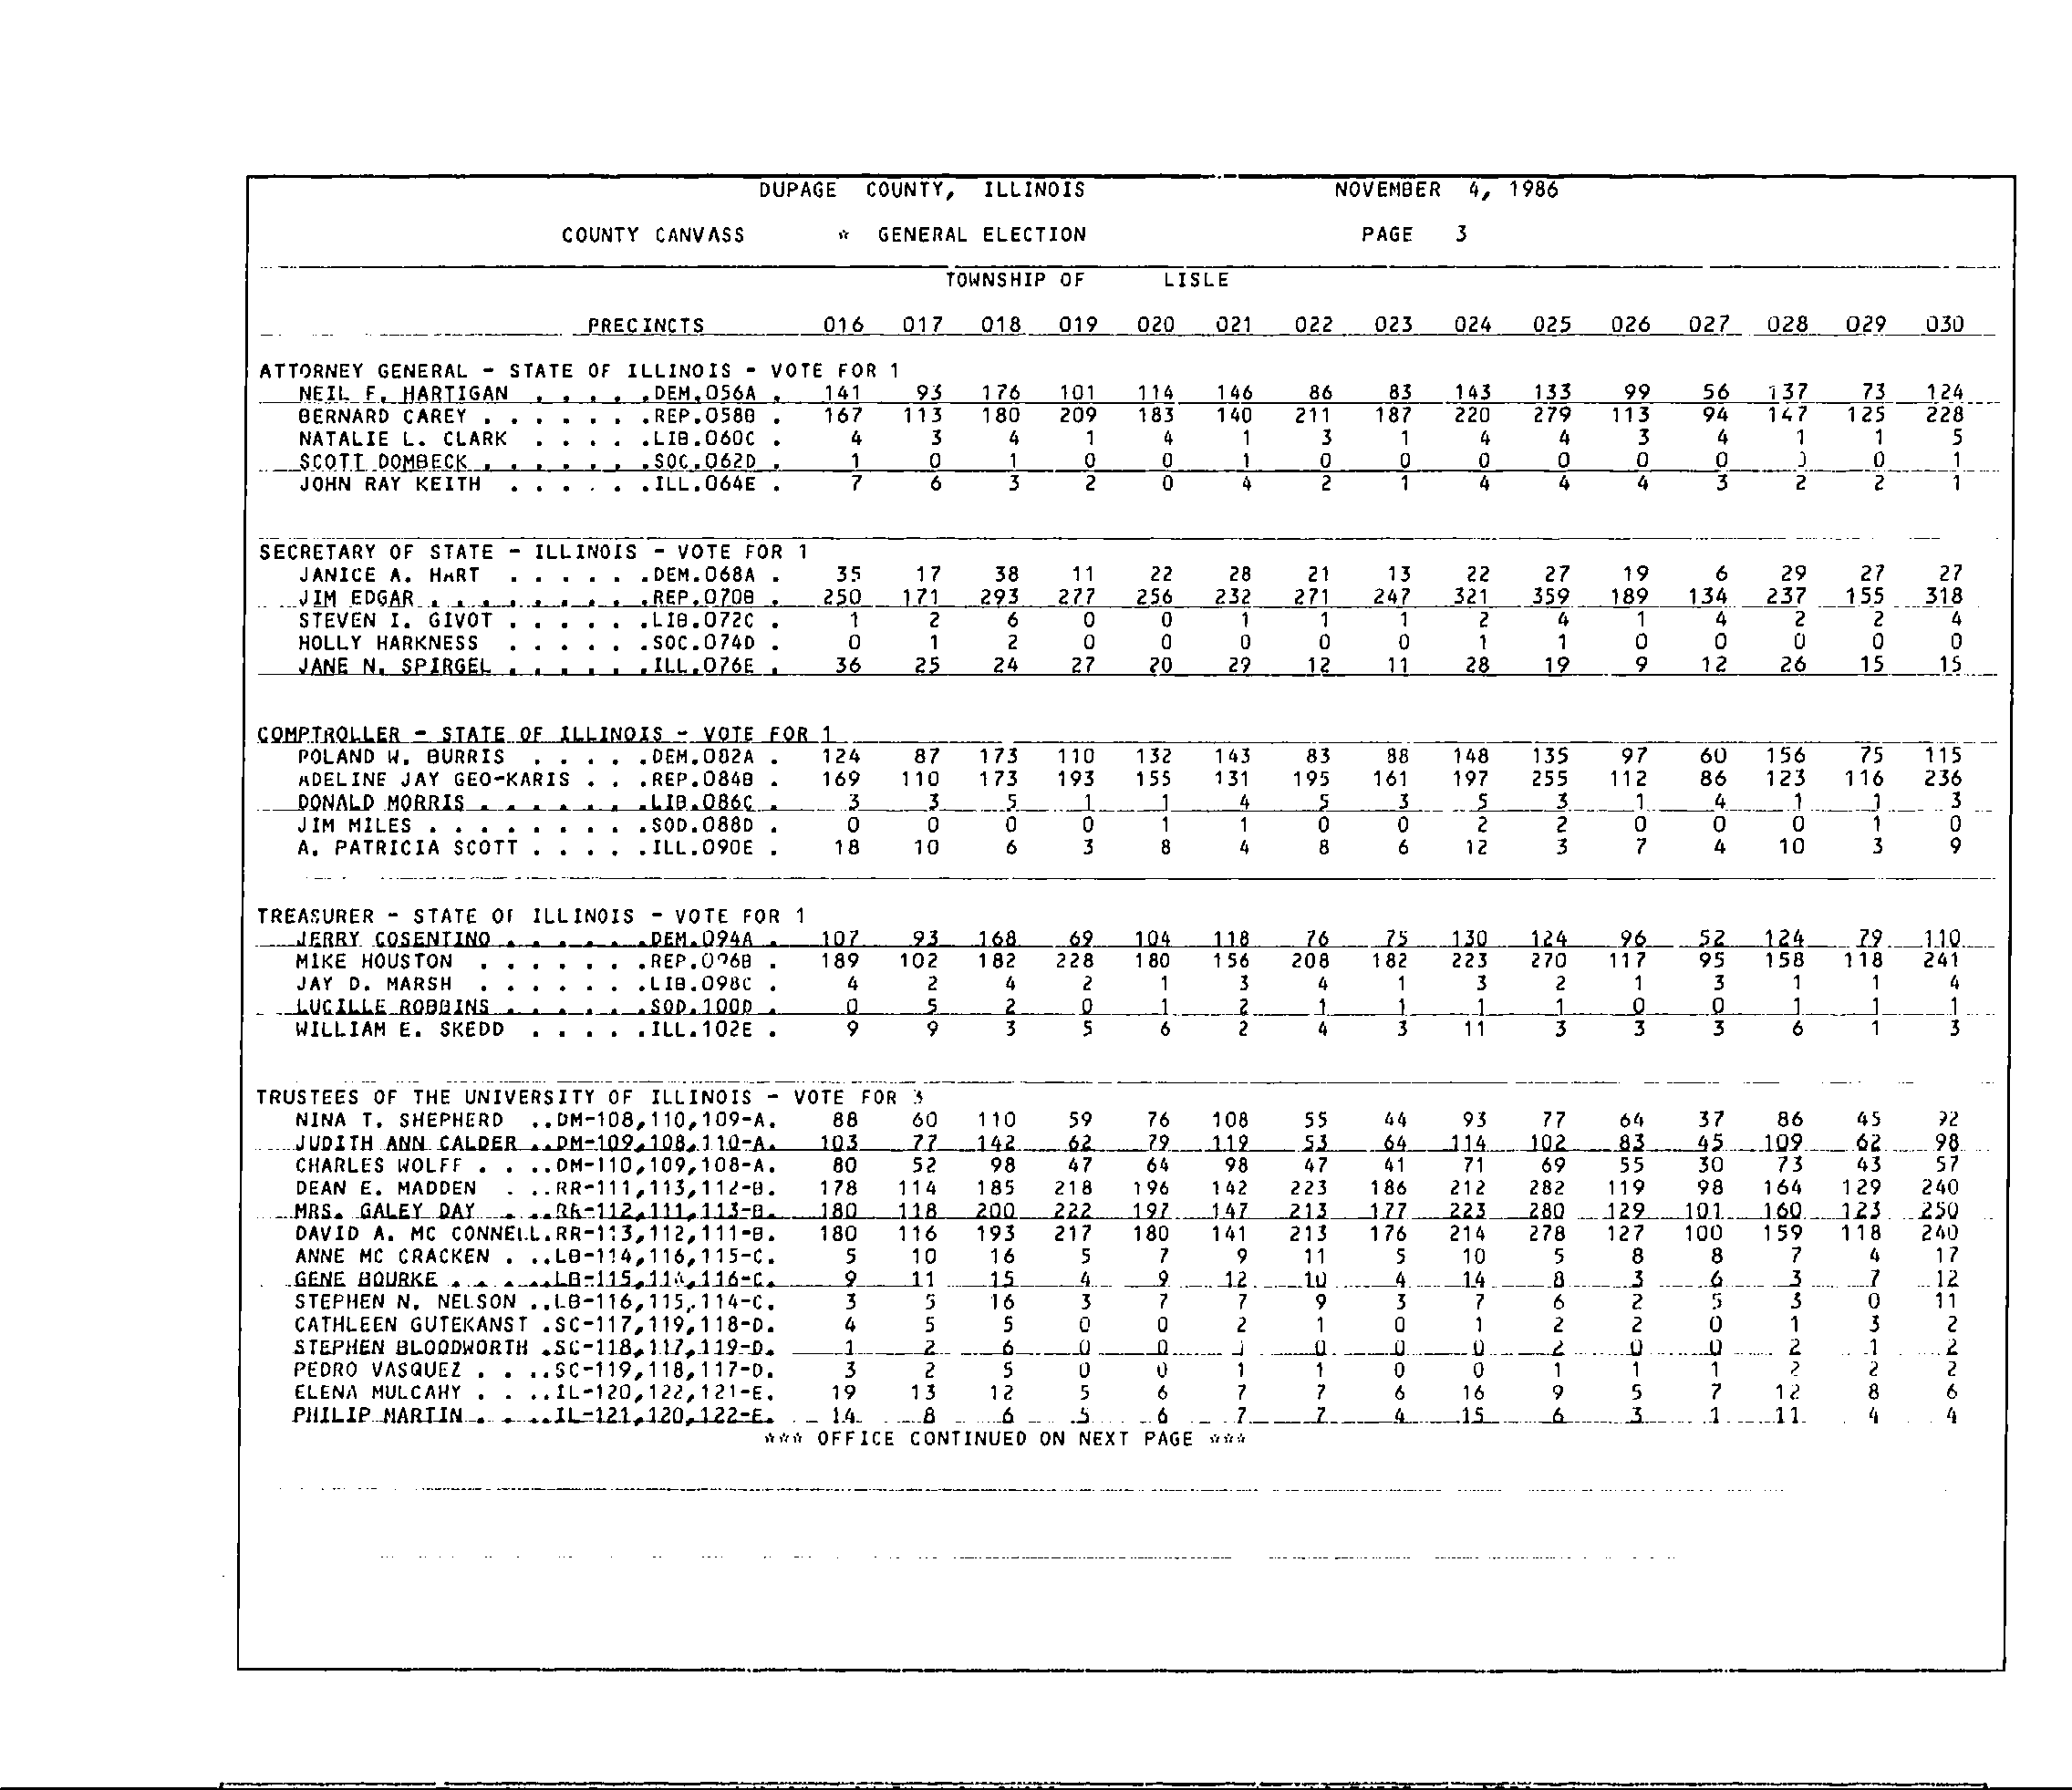 DUPAGE COUNTY, ILLINOIS NOVEMBER 4, 1986
COUNTY CANVASS * GENERAL ELECTION PAGE 3
TOWNSHIP OF LISLE
PRECINCTS 016 017 018 019 020 021 022 023 024 025 026 027 028 029 030
ATTORNEY GENERAL - STATE OF ILLINOIS - VOTE FOR 1
NEIL F. HARTIGAN . . . . . .DEM.056A . 141 93 176 101 114 146 86 83 143 133 99 56 137 73 124
BERNARD CAREY . . . . . . .REP.058B . 167 113 180 209 183 140 211 187 220 279 113 94 147 125 228
NATALIE L. CLARK . . . . . .LIB.060C . 4 3 4 1 4 1 3 1 4 4 3 4 1 1 5
SCOTT DOMBECK . . . . . . .SOC.062D . 1 0 1 0 0 1 0 0 0 0 0 0 0 1
JOHN RAY KEITH . . . . . . .ILL.064E . 7 6 3 2 0 4 2 1 4 4 4 3 2 2 1
SECRETARY OF STATE - ILLINOIS - VOTE FOR 1
JANICE A. HART . . . . . . .DEM.068A . 35 17 38 11 22 28 21 13 22 27 19 6 29 27 27
JIM EDGAR . . . . . . . . .REP.070B . 250 171 293 277 256 232 271 247 321 359 189 134 237 155 318
STEVEN I. GIVOT . . . . . .LIB.072C . 1 2 6 0 0 1 1 1 2 4 1 4 2 2 4
HOLLY HARKNESS . . . . . . .SOC.074D . 0 1 2 0 0 0 0 0 1 1 0 0 0 0 0
JANE N. SPIRGEL . . . . . .ILL.076E . 36 25 24 27 20 29 12 11 28 19 9 12 26 15 15
COMPTROLLER - STATE OF ILLINOIS - VOTE FOR 1
POLAND W. BURRIS . . . . . .DEM.082A . 124 87 173 110 132 143 83 88 148 135 97 60 156 75 115
ADELINE JAY GEO-KARIS . . .REP.084B . 169 110 173 193 155 131 195 161 197 255 112 86 123 116 236
DONALD MORRIS . . . . . . .LIB.086C . 3 3 5 1 1 4 5 3 5 3 1 4 1 1 3
JIM MILES . . . . . . . . .SOD.088D . 0 0 0 0 1 1 0 0 2 2 0 0 0 1 0
A. PATRICIA SCOTT . . . . .ILL.090E . 18 10 6 3 8 4 8 6 12 3 7 4 10 3 9
TREASURER - STATE OF ILLINOIS - VOTE FOR 1
JERRY COSENTINO . . . . . .DEM.094A . 107 93 168 69 104 118 76 75 130 124 96 52 124 79 110
MIKE HOUSTON . . . . . . .REP.096B . 189 102 182 228 180 156 208 182 223 270 117 95 158 118 241
JAY D. MARSH . . . . . . .LIB.098C . 4 2 4 2 1 3 4 1 3 2 1 3 1 1 4
LUCILLE ROBBINS . . . . . .SOD.100D . 0 5 2 0 1 2 1 1 1 1 0 0 1 1 1
WILLIAM E. SKEDD . . . . .ILL.102E . 9 9 3 5 6 2 4 3 11 3 3 3 6 1 3
TRUSTEES OF THE UNIVERSITY OF ILLINOIS - VOTE FOR 3
NINA T. SHEPHERD ..DM-108,110,109-A. 88 60 110 59 76 108 55 44 93 77 64 37 86 45 92
JUDITH ANN CALDER ..DM-109,108,110-A. 103 77 142 62 79 119 53 64 114 102 83 45 109 62 98
CHARLES WOLFF . . ..DM-110,109,108-A. 80 52 98 47 64 98 47 41 71 69 55 30 73 43 57
DEAN E. MADDEN . ..RR-111,113,112-B. 178 114 185 218 196 142 223 186 212 282 119 98 164 129 240
MRS. GALEY DAY . ..RR-112,111,113-B. 180 118 200 222 197 147 213 177 223 280 129 101 160 123 250
DAVID A. MC CONNELL.RR-113,112,111-B. 180 116 193 217 180 141 213 176 214 278 127 100 159 118 240
ANNE MC CRACKEN . ..LB-114,116,115-C. 5 10 16 5 7 9 11 5 10 5 8 8 7 4 17
GENE BOURKE . . . ..LB-115,114,116-C. 9 11 15 4 9 12 10 4 14 8 3 6 3 7 12
STEPHEN N. NELSON ..LB-116,115,114-C. 3 5 16 3 7 7 9 3 7 6 2 5 3 0 11
CATHLEEN GUTEKANST .SC-117,119,118-D. 4 5 5 0 0 2 1 0 1 2 2 0 1 3 2
STEPHEN BLOODWORTH .SC-118,117,119-D. 1 2 6 0 0 0 0 0 2 0 0 2 1 2
PEDRO VASQUEZ . . ..SC-119,118,117-D. 3 2 5 0 0 1 1 0 0 1 1 1 2 2 2
ELENA MULCAHY . . ..IL-120,122,121-E. 19 13 12 5 6 7 7 6 16 9 5 7 12 8 6
PHILIP MARTIN . . ..IL-121,120,122-E. 14 8 6 5 6 7 7 4 15 6 3 1 11 4 4
*** OFFICE CONTINUED ON NEXT PAGE ***